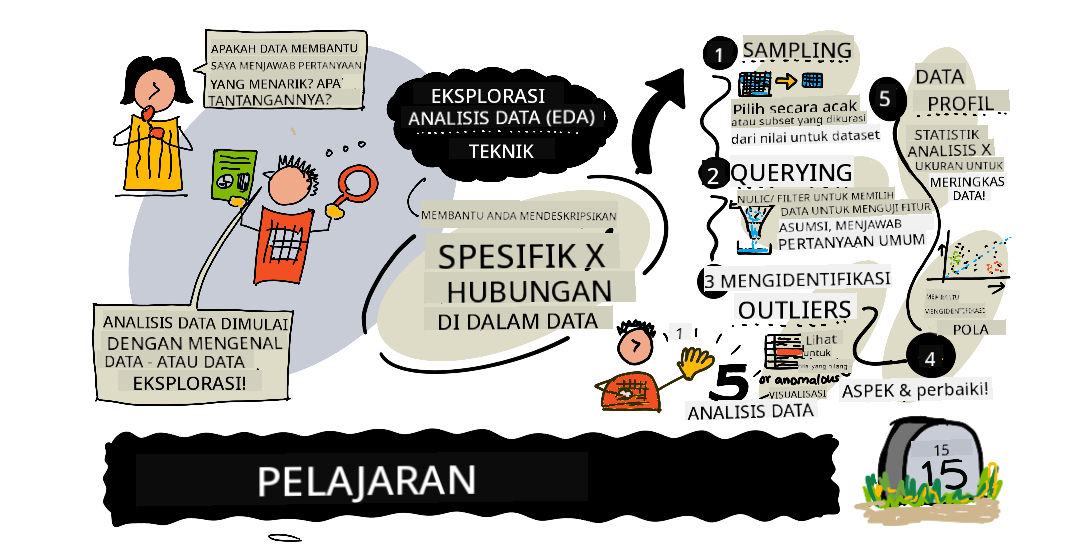 APAKAH DATA MEMBANTU
SAYA MENJAWAB PERTANYAAN
YANG MENARIK? APA
TANTANGANNYA?
ANALISIS DATA DIMULAI
DENGAN MENGENAL
DATA - ATAU DATA
EKSPLORASI!
EKSPLORASI
ANALISIS DATA (EDA)
TEKNIK
MEMBANTU ANDA MENDESKRIPSIKAN
SPESIFIK X
HUBUNGAN
DI DALAM DATA
1 SAMPLING
Pilih secara acak
atau subset yang dikurasi
dari nilai untuk dataset
2 QUERYING
FILTER UNTUK MEMILIH
DATA UNTUK MENGUJI FITUR
ASUMSI, MENJAWAB
PERTANYAAN UMUM
3 MENGIDENTIFIKASI
OUTLIERS
1
5
Lihat
untuk
yang hilang
or anomalous
VISUALISASI
ANALISIS DATA
4
ASPEK & perbaiki!
MEMBANTU
MENGIDENTIFIKASI
POLA
5
DATA
PROFIL
STATISTIK
ANALISIS X
UKURAN UNTUK
MERINGKAS
DATA!
PELAJARAN
15
15